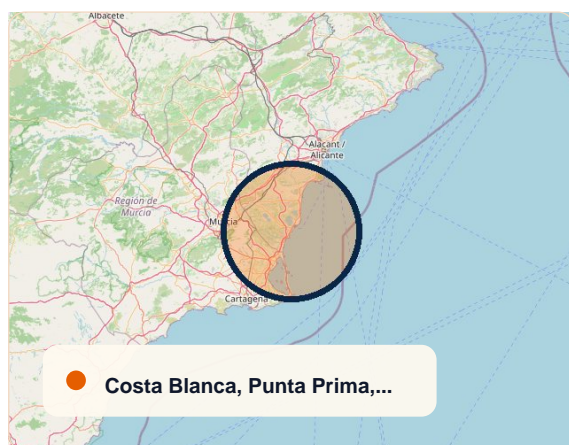 Albacete
Alacant /
Alicante
Región de
Murcia
Murcia
Cartagena
Costa Blanca, Punta Prima,...